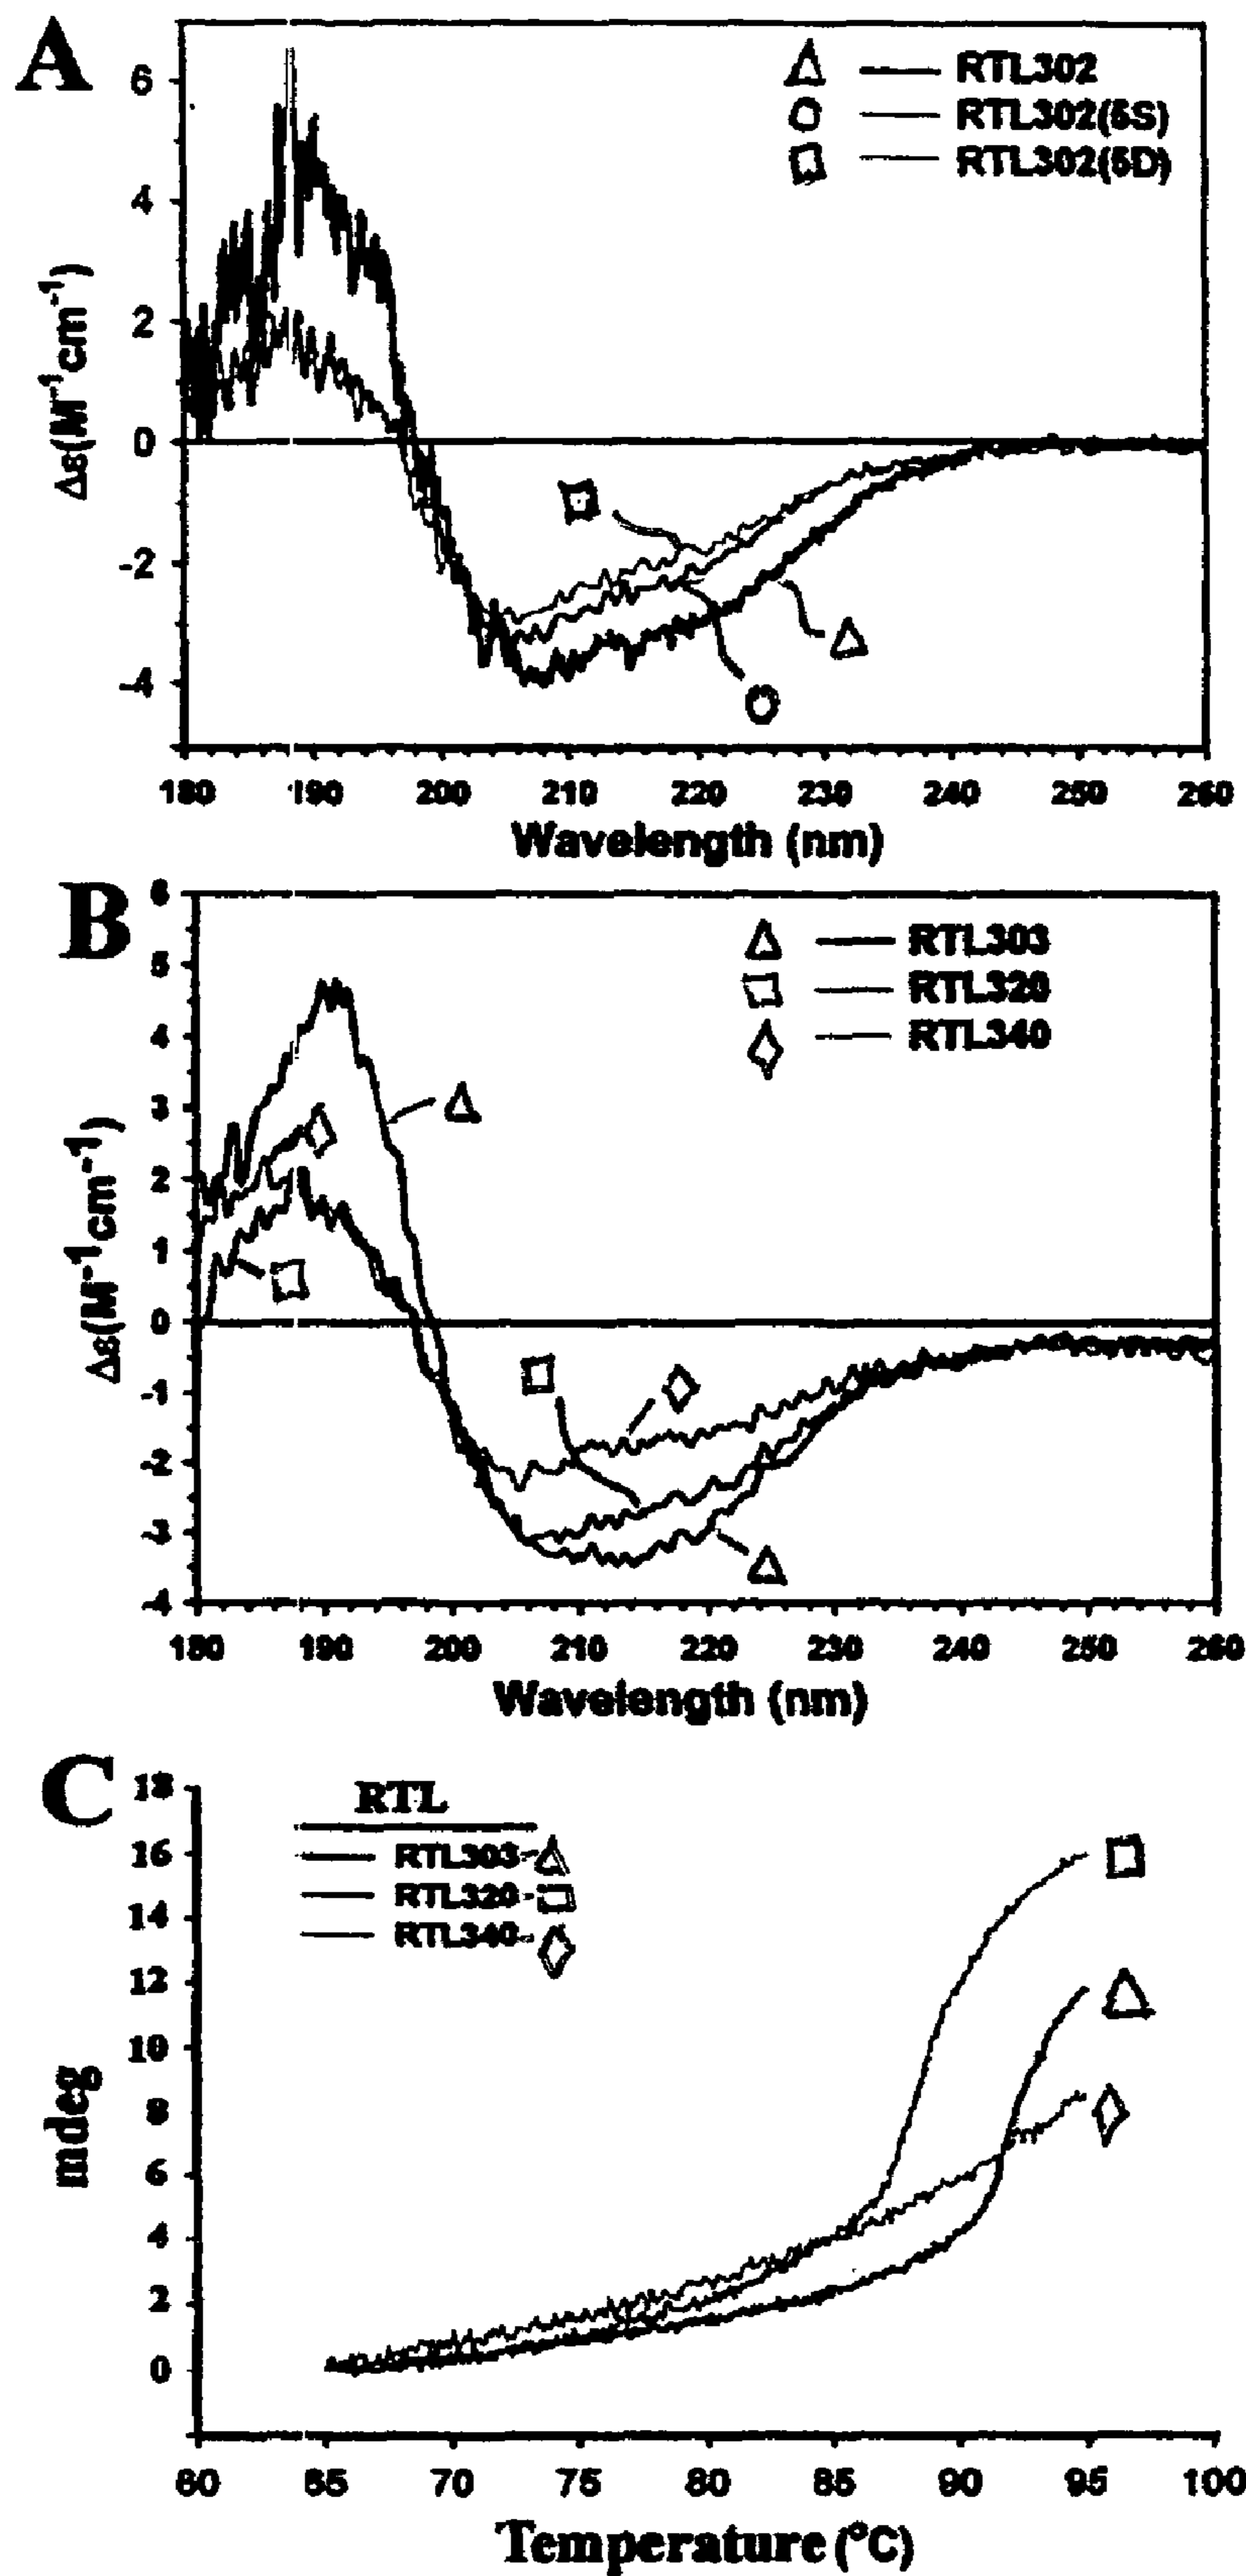 A
RTL302
RTL302(5S)
RTL302(5D)
6
4
2
0
-2
-4
Δε(M-1cm-1)
180 190 200 210 220 230 240 250 260
Wavelength (nm)
B
RTL303
RTL320
RTL340
6
5
4
3
2
1
0
-1
-2
-3
-4
Δε(M-1cm-1)
180 190 200 210 220 230 240 250 260
Wavelength (nm)
C
RTL
RTL303
RTL320
RTL340
18
16
14
12
10
8
6
4
2
0
mdeg
60 65 70 75 80 85 90 95 100
Temperature (°C)